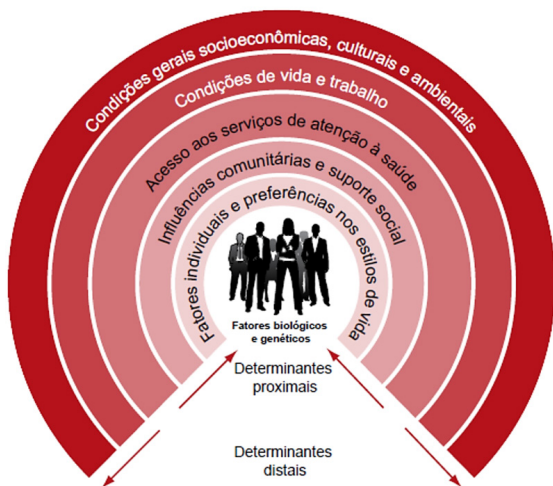 Condições gerais socioeconômicas, culturais e ambientais
Condições de vida e trabalho
Acesso aos serviços de atenção à saúde
Influências comunitárias e suporte social
Fatores individuais e preferências nos estilos de vida
Fatores biológicos
e genéticos
Determinantes
proximais
Determinantes
distais